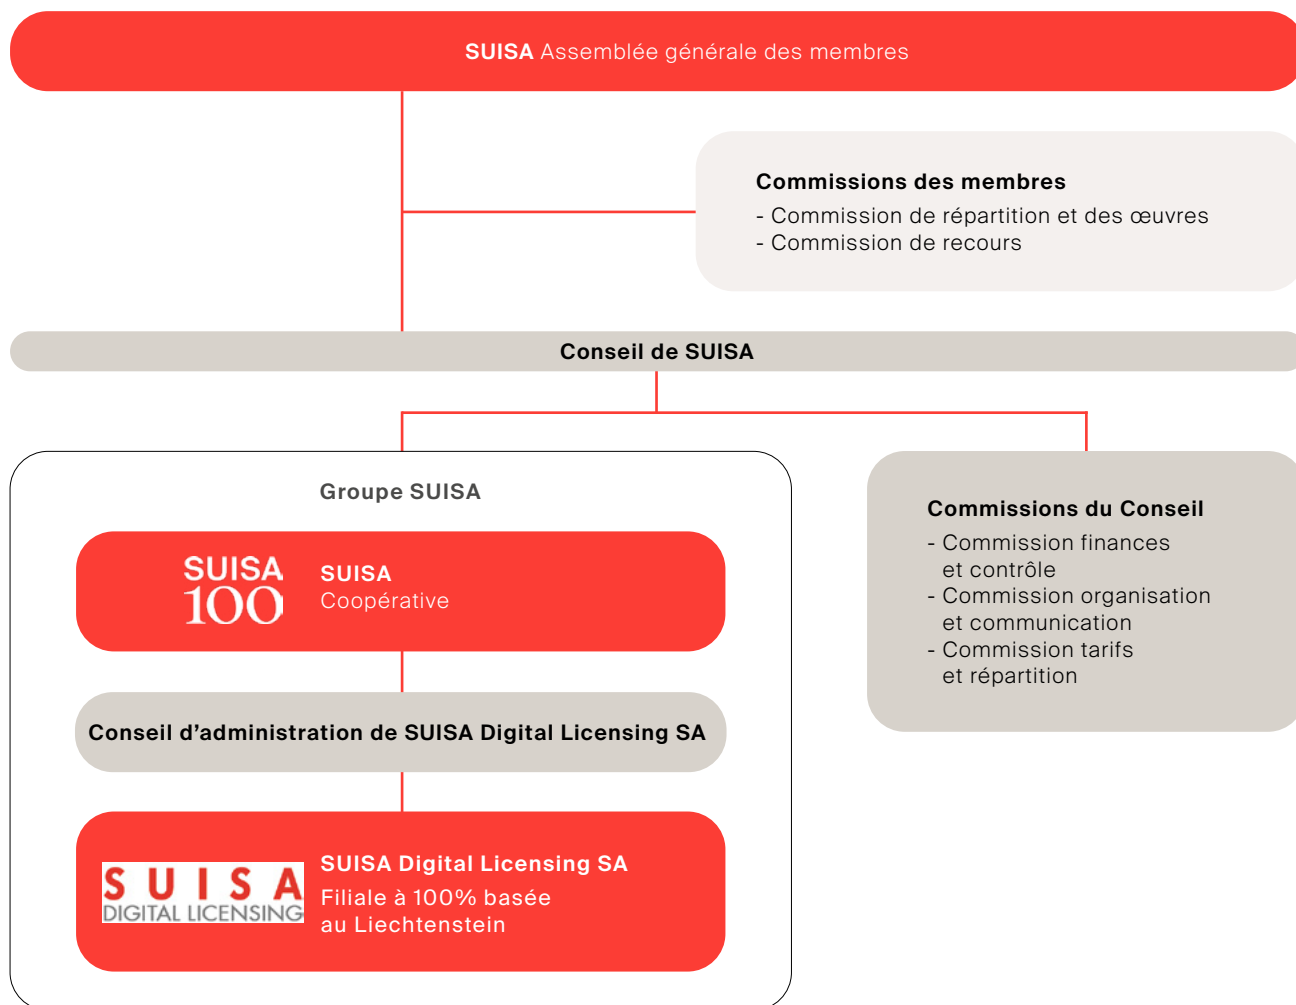 SUISA Assemblée générale des membres
Commissions des membres
- Commission de répartition et des œuvres
- Commission de recours
Conseil de SUISA
Groupe SUISA
SUISA
100
SUISA
Coopérative
Conseil d’administration de SUISA Digital Licensing SA
SUISA
DIGITAL LICENSING
SUISA Digital Licensing SA
Filiale à 100% basée
au Liechtenstein
Commissions du Conseil
- Commission finances
et contrôle
- Commission organisation
et communication
- Commission tarifs
et répartition